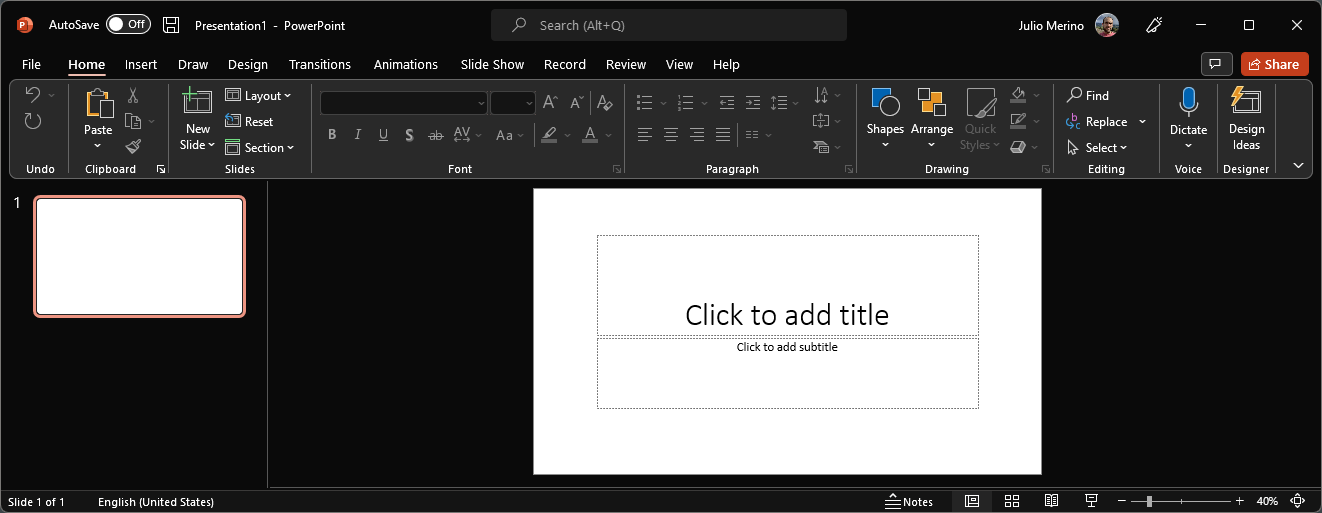 AutoSave Off Presentation1 - PowerPoint Search (Alt+Q) Julio Merino
File Home Insert Draw Design Transitions Animations Slide Show Record Review View Help Share
Paste
New Slide
Layout
Reset
Section
B I U S ab AV Aa A
Shapes Arrange Quick Styles
Find
Replace
Select
Dictate
Design Ideas
Undo Clipboard Slides Font Paragraph Drawing Editing Voice Designer
1
Click to add title
Click to add subtitle
Slide 1 of 1 English (United States) Notes 40%